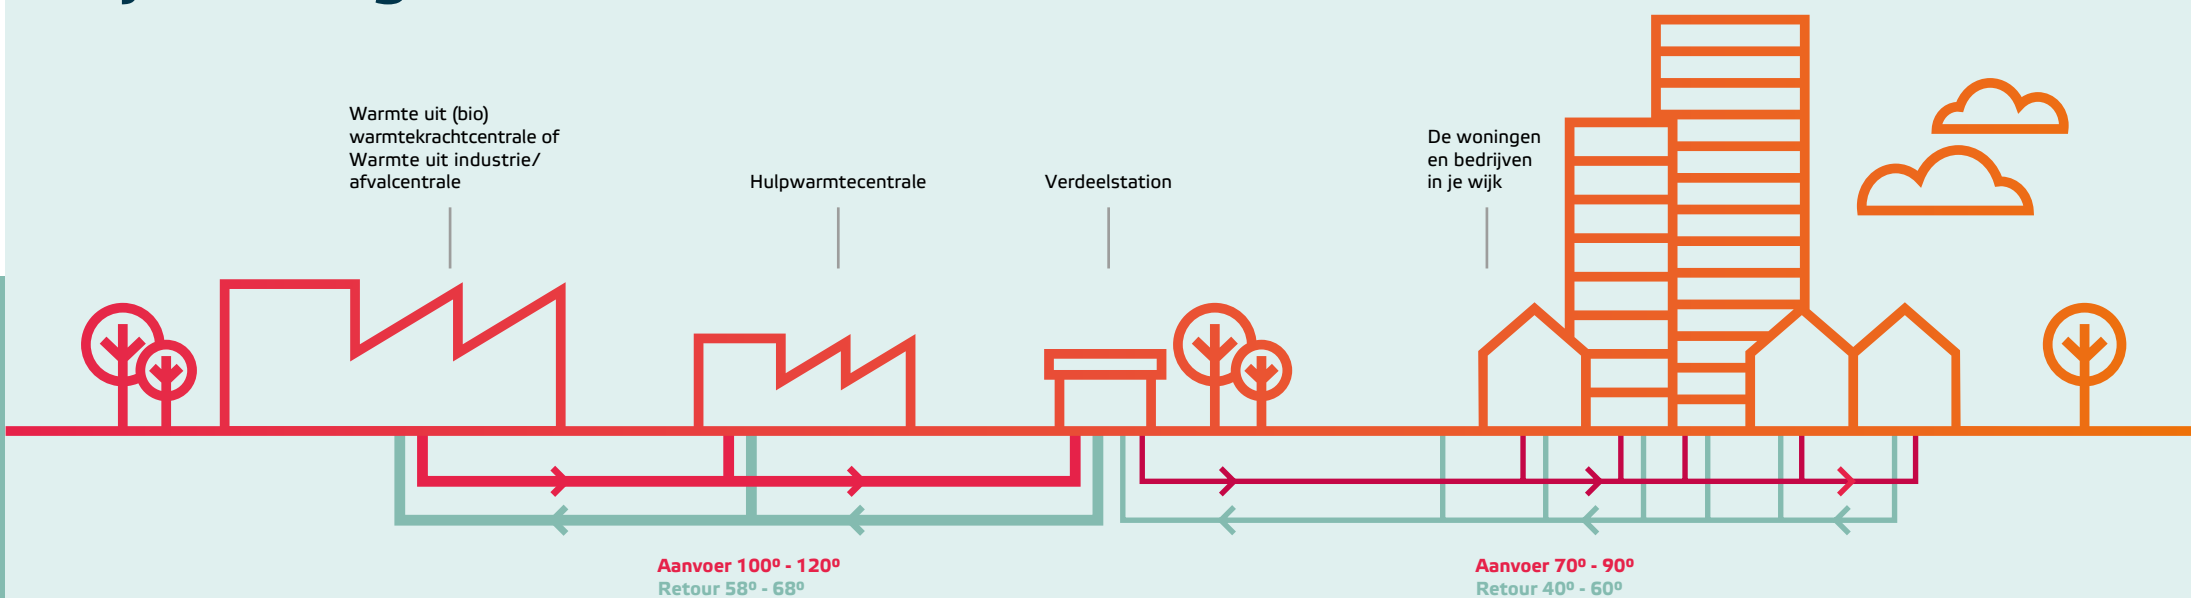 Warmte uit (bio)
warmtekrachtcentrale of
Warmte uit industrie/
afvalcentrale
Hulpwarmtecentrale
Verdeelstation
De woningen
en bedrijven
in je wijk
Aanvoer 100º - 120º
Retour 58º - 68º
Aanvoer 70º - 90º
Retour 40º - 60º